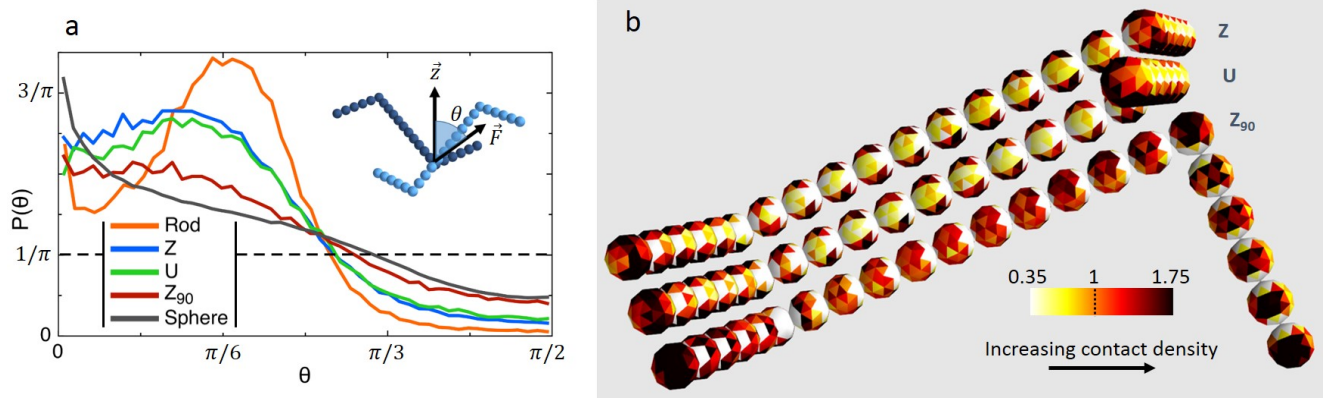 a
P(θ)
3/π
1/π
0
Z⃗
θ
F⃗
Rod
Z
U
Z₉₀
Sphere
0
π/6
π/3
π/2
θ
b
Z
U
Z₉₀
0.35
1
1.75
Increasing contact density